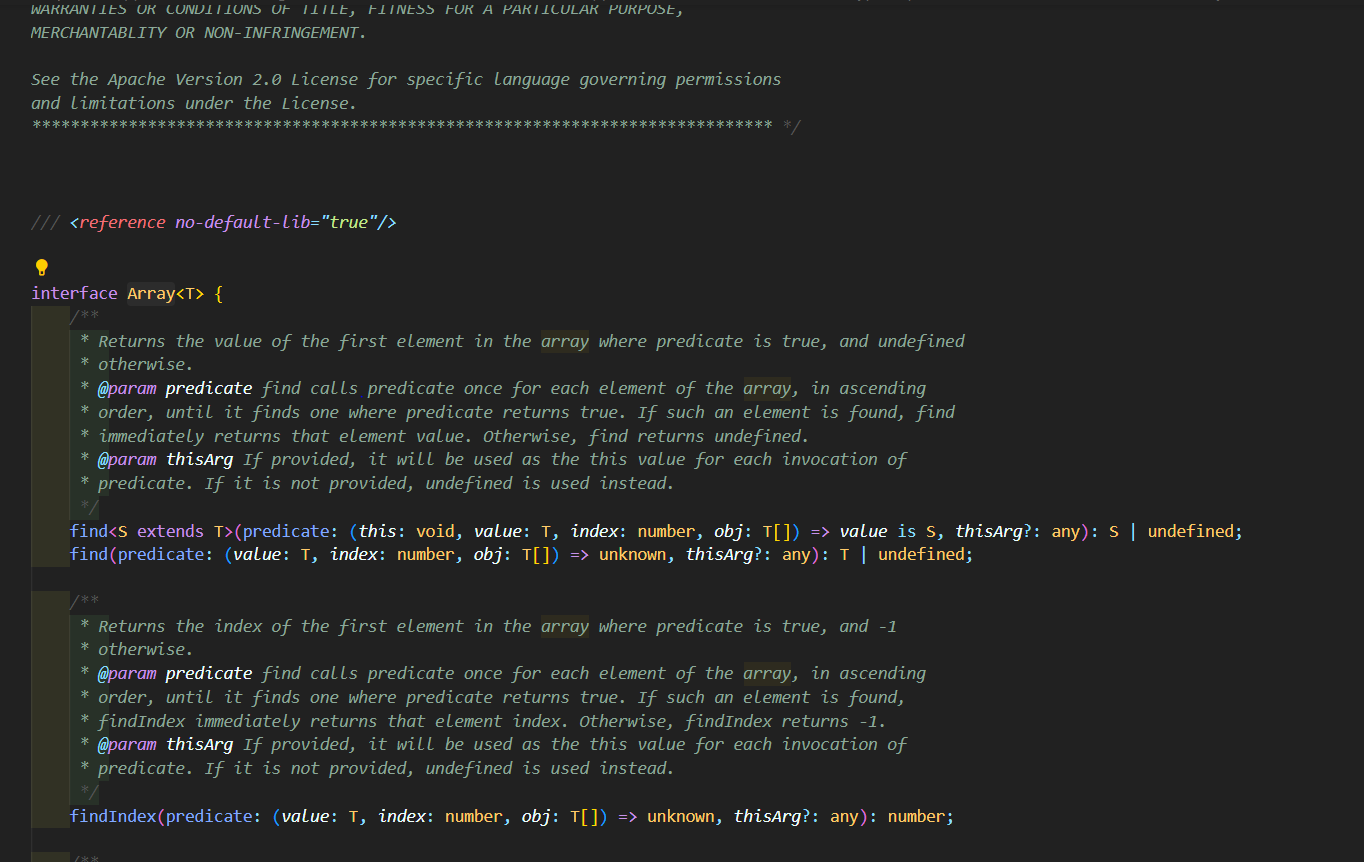 WARRANTIES OR CONDITIONS OF TITLE, FITNESS FOR A PARTICULAR PURPOSE,
MERCHANTABLITY OR NON-INFRINGEMENT.
See the Apache Version 2.0 License for specific language governing permissions
and limitations under the License.
***************************************************************************** */
/// <reference no-default-lib="true"/>
interface Array<T> {
    /**
     * Returns the value of the first element in the array where predicate is true, and undefined
     * otherwise.
     * @param predicate find calls predicate once for each element of the array, in ascending
     * order, until it finds one where predicate returns true. If such an element is found, find
     * immediately returns that element value. Otherwise, find returns undefined.
     * @param thisArg If provided, it will be used as the this value for each invocation of
     * predicate. If it is not provided, undefined is used instead.
     */
    find<S extends T>(predicate: (this: void, value: T, index: number, obj: T[]) => value is S, thisArg?: any): S | undefined;
    find(predicate: (value: T, index: number, obj: T[]) => unknown, thisArg?: any): T | undefined;
    /**
     * Returns the index of the first element in the array where predicate is true, and -1
     * otherwise.
     * @param predicate find calls predicate once for each element of the array, in ascending
     * order, until it finds one where predicate returns true. If such an element is found,
     * findIndex immediately returns that element index. Otherwise, findIndex returns -1.
     * @param thisArg If provided, it will be used as the this value for each invocation of
     * predicate. If it is not provided, undefined is used instead.
     */
    findIndex(predicate: (value: T, index: number, obj: T[]) => unknown, thisArg?: any): number;
    /**